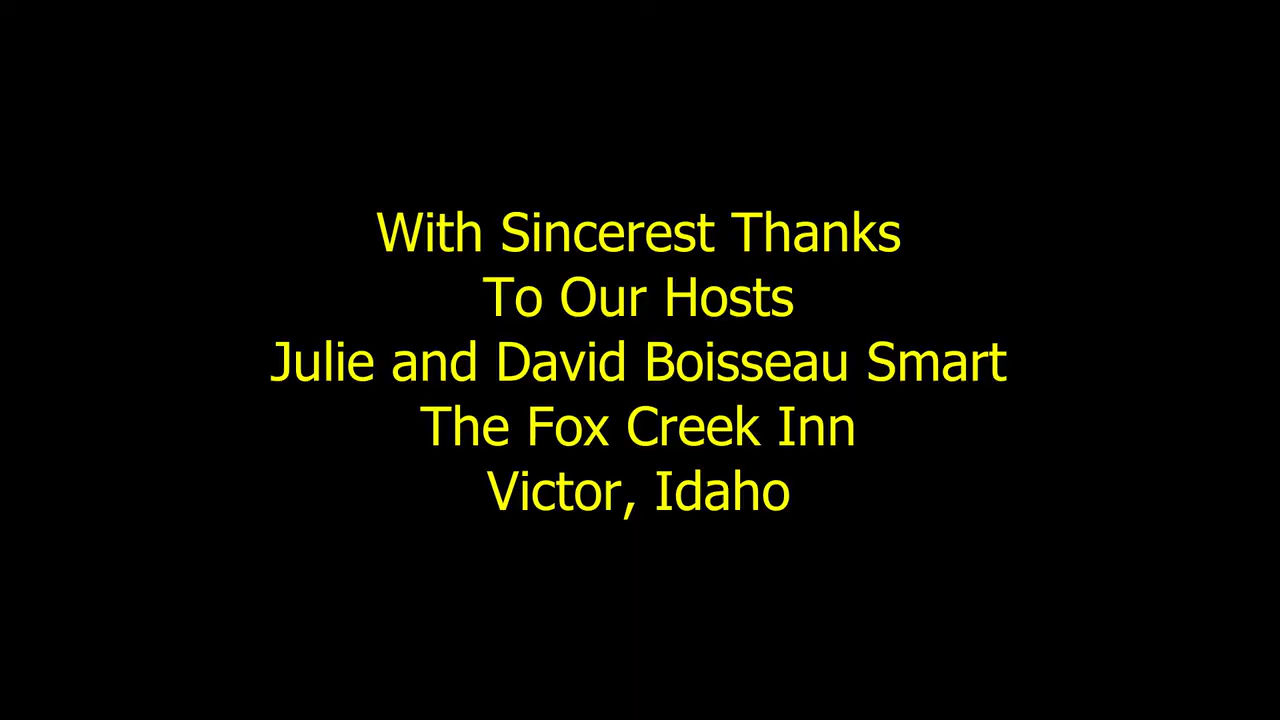 With Sincerest Thanks
To Our Hosts
Julie and David Boisseau Smart
The Fox Creek Inn
Victor, Idaho